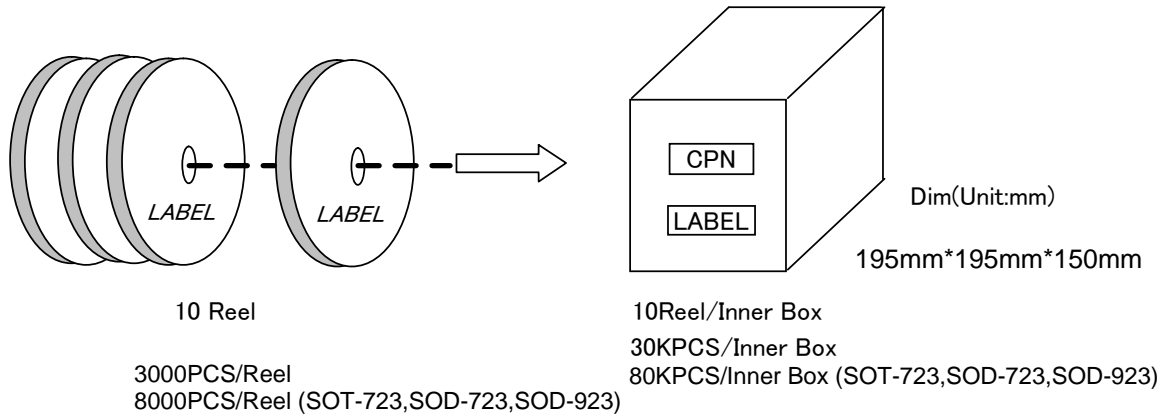 LABEL
LABEL
10 Reel
3000PCS/Reel
8000PCS/Reel (SOT-723,SOD-723,SOD-923)
CPN
LABEL
Dim(Unit:mm)
195mm*195mm*150mm
10Reel/Inner Box
30KPCS/Inner Box
80KPCS/Inner Box (SOT-723,SOD-723,SOD-923)